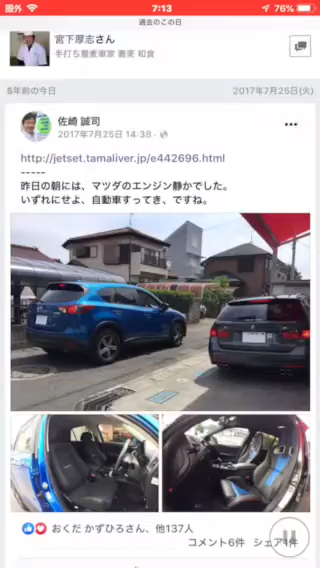 圏外 7:13 76%
過去のこの日
宮下厚志さん
手打ち蕎麦家 蕎麦 和食
5年前の今日 2017年7月25日(火)
佐崎 誠司
2017年7月25日 14:38
http://jetset.tamaliver.jp/e442696.html
-----
昨日の朝には、マツダのエンジン静かでした。
いずれにせよ、自動車すってき、ですね。
おくだ かずひろさん、他137人
コメント6件 シェア1件